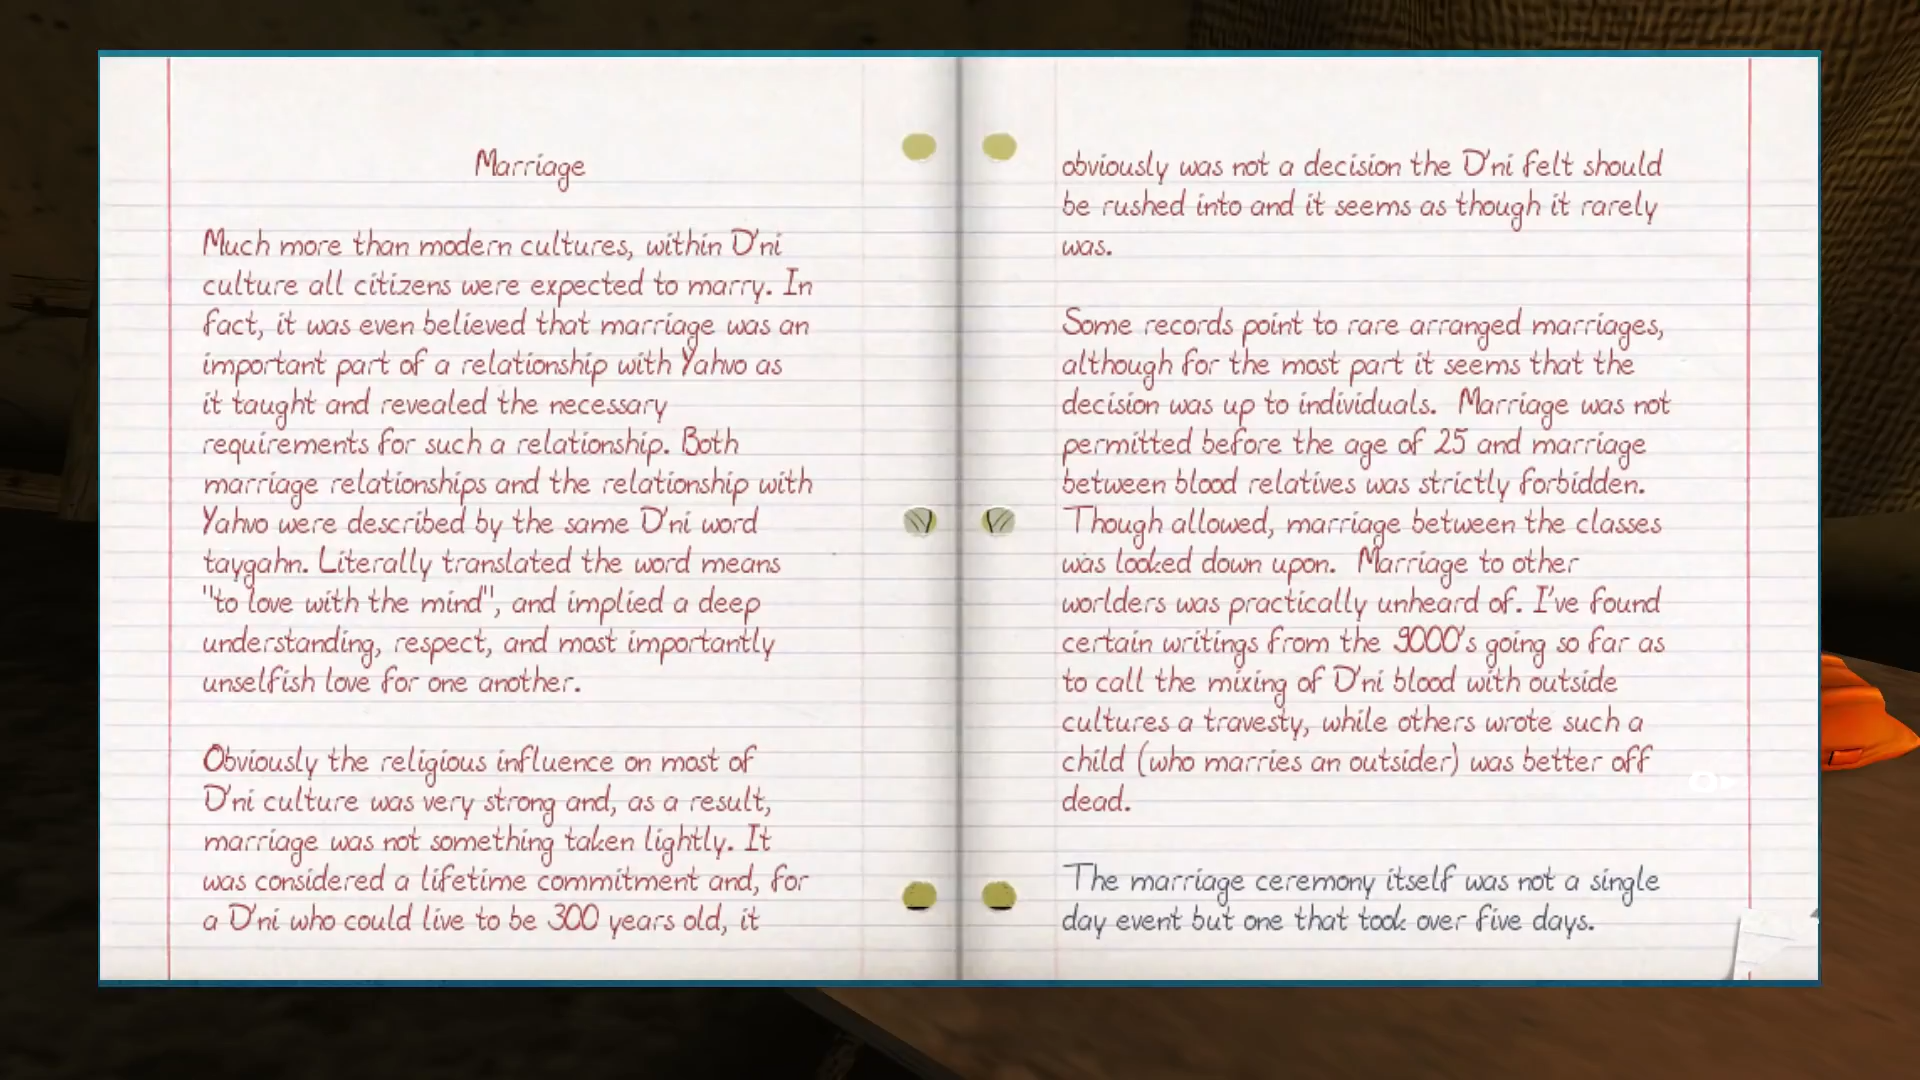 Marriage
Much more than modern cultures, within D'ni
culture all citizens were expected to marry. In
fact, it was even believed that marriage was an
important part of a relationship with Yahvo as
it taught and revealed the necessary
requirements for such a relationship. Both
marriage relationships and the relationship with
Yahvo were described by the same D'ni word
taygahn. Literally translated the word means
"to love with the mind", and implied a deep
understanding, respect, and most importantly
unselfish love for one another.
Obviously the religious influence on most of
D'ni culture was very strong and, as a result,
marriage was not something taken lightly. It
was considered a lifetime commitment and, for
a D'ni who could live to be 300 years old, it
obviously was not a decision the D'ni felt should
be rushed into and it seems as though it rarely
was.
Some records point to rare arranged marriages,
although for the most part it seems that the
decision was up to individuals. Marriage was not
permitted before the age of 25 and marriage
between blood relatives was strictly forbidden.
Though allowed, marriage between the classes
was looked down upon. Marriage to other
worlders was practically unheard of. I've found
certain writings from the 9000's going so far as
to call the mixing of D'ni blood with outside
cultures a travesty, while others wrote such a
child (who marries an outsider) was better off
dead.
The marriage ceremony itself was not a single
day event but one that took over five days.